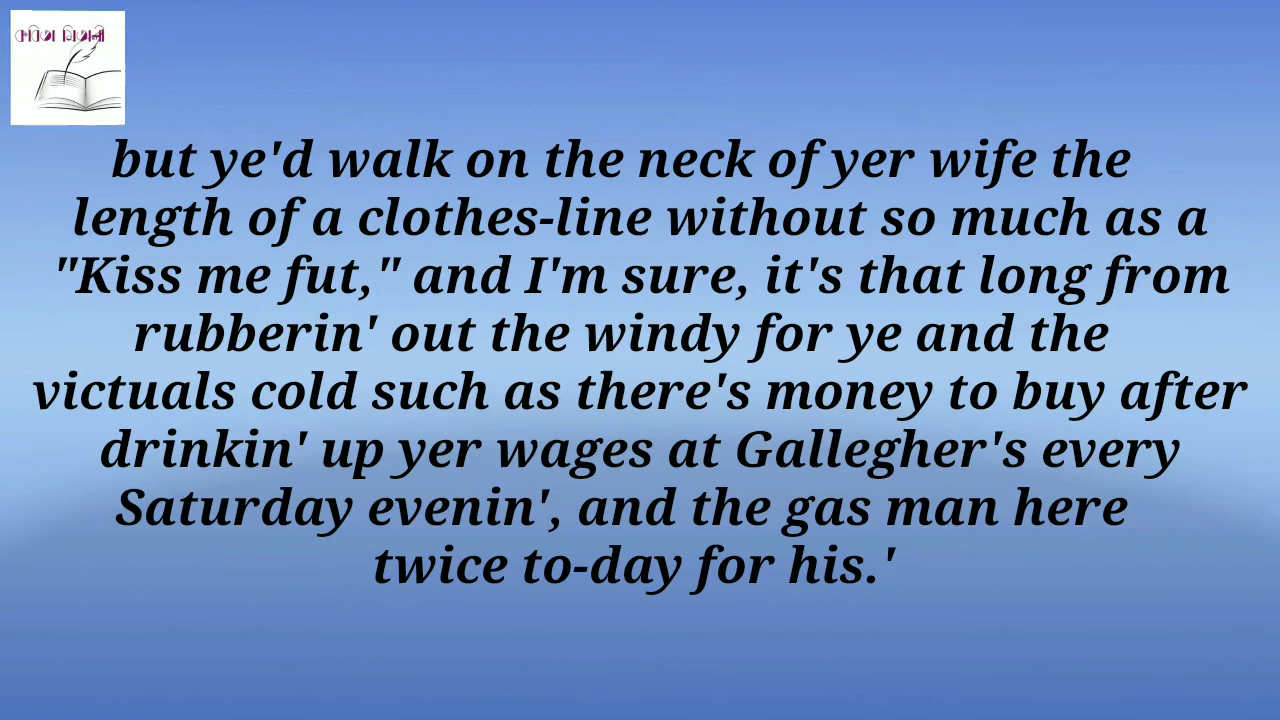 but ye'd walk on the neck of yer wife the
length of a clothes-line without so much as a
"Kiss me fut," and I'm sure, it's that long from
rubberin' out the windy for ye and the
victuals cold such as there's money to buy after
drinkin' up yer wages at Gallegher's every
Saturday evenin', and the gas man here
twice to-day for his.'